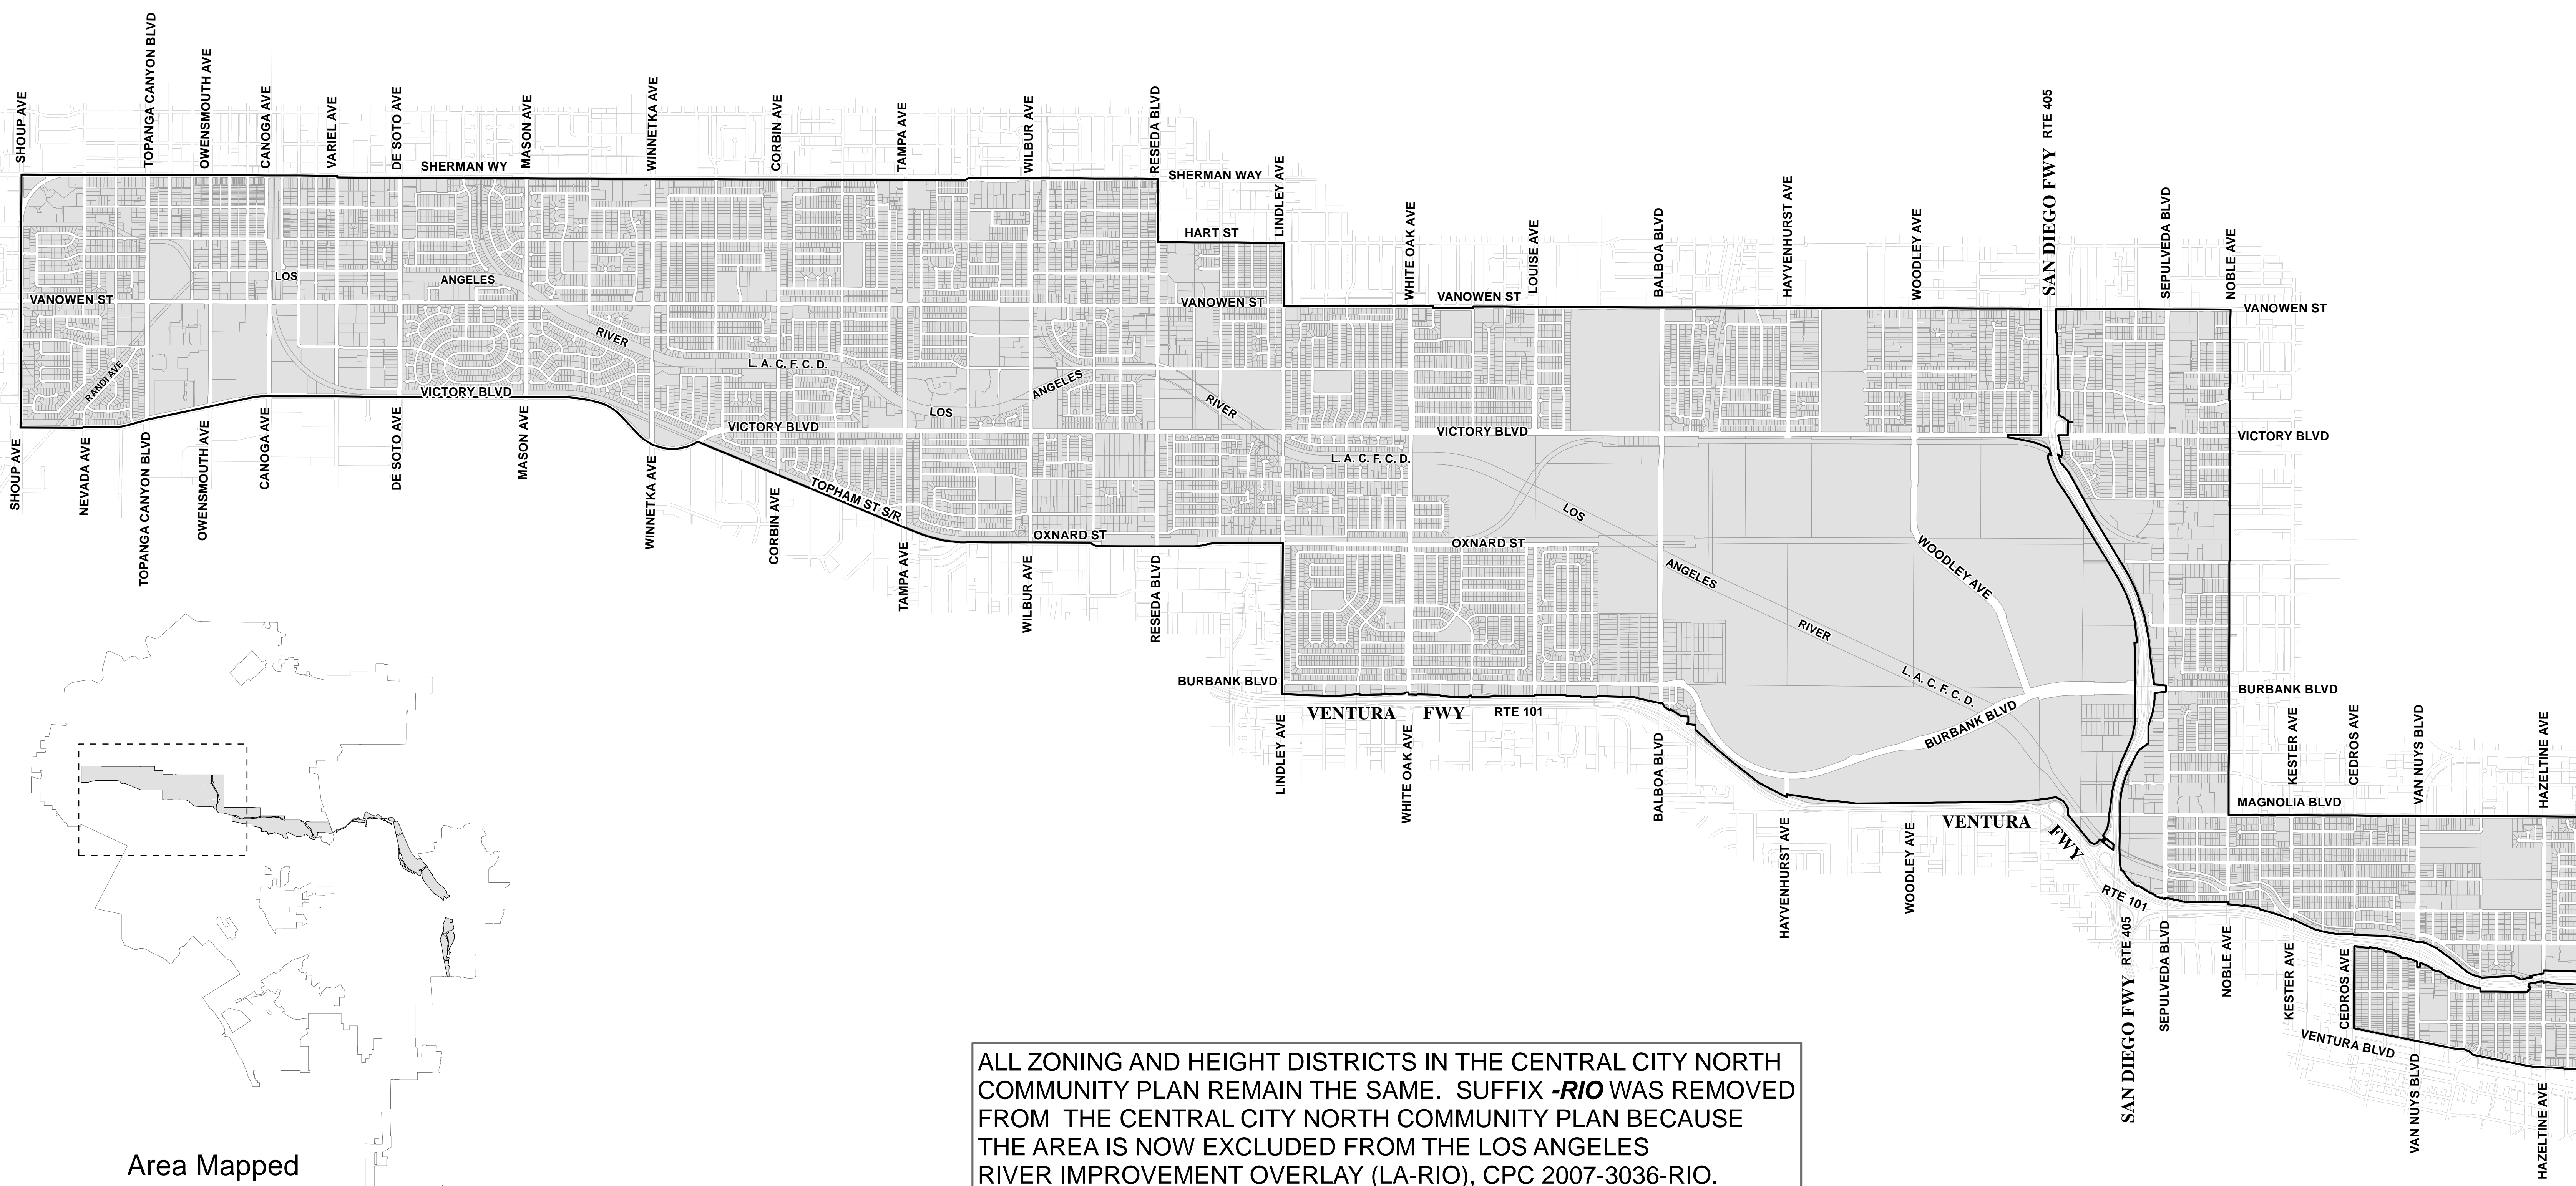 SHOUP AVE
TOPANGA CANYON BLVD
OWENSMOUTH AVE
CANOGA AVE
VARIEL AVE
DE SOTO AVE
MASON AVE
WINNETKA AVE
CORBIN AVE
TAMPA AVE
WILBUR AVE
RESEDA BLVD
LINDLEY AVE
WHITE OAK AVE
LOUISE AVE
BALBOA BLVD
HAYVENHURST AVE
WOODLEY AVE
SAN DIEGO FWY RTE 405
SEPULVEDA BLVD
NOBLE AVE
SHERMAN WY
SHERMAN WAY
HART ST
LOS
ANGELES
RIVER
VANOWEN ST
VANOWEN ST
VANOWEN ST
VANOWEN ST
L. A. C. F. C. D.
LOS
ANGELES
RIVER
RANDI AVE
VICTORY BLVD
VICTORY BLVD
VICTORY BLVD
VICTORY BLVD
L. A. C. F. C. D.
LOS
ANGELES
RIVER
L. A. C. F. C. D.
SHOUP AVE
NEVADA AVE
TOPANGA CANYON BLVD
OWENSMOUTH AVE
CANOGA AVE
DE SOTO AVE
MASON AVE
WINNETKA AVE
CORBIN AVE
TOPHAM ST S/R
TAMPA AVE
OXNARD ST
WILBUR AVE
RESEDA BLVD
OXNARD ST
WOODLEY AVE
BURBANK BLVD
BURBANK BLVD
BURBANK BLVD
VENTURA FWY RTE 101
LINDLEY AVE
WHITE OAK AVE
BALBOA BLVD
HAYVENHURST AVE
WOODLEY AVE
VENTURA
FWY
RTE 101
SAN DIEGO FWY RTE 405
SEPULVEDA BLVD
NOBLE AVE
KESTER AVE
CEDROS AVE
VAN NUYS BLVD
HAZELTINE AVE
MAGNOLIA BLVD
KESTER AVE
CEDROS AVE
VENTURA BLVD
VAN NUYS BLVD
HAZELTINE AVE
Area Mapped
ALL ZONING AND HEIGHT DISTRICTS IN THE CENTRAL CITY NORTH
COMMUNITY PLAN REMAIN THE SAME. SUFFIX -RIO WAS REMOVED
FROM THE CENTRAL CITY NORTH COMMUNITY PLAN BECAUSE
THE AREA IS NOW EXCLUDED FROM THE LOS ANGELES
RIVER IMPROVEMENT OVERLAY (LA-RIO), CPC 2007-3036-RIO.